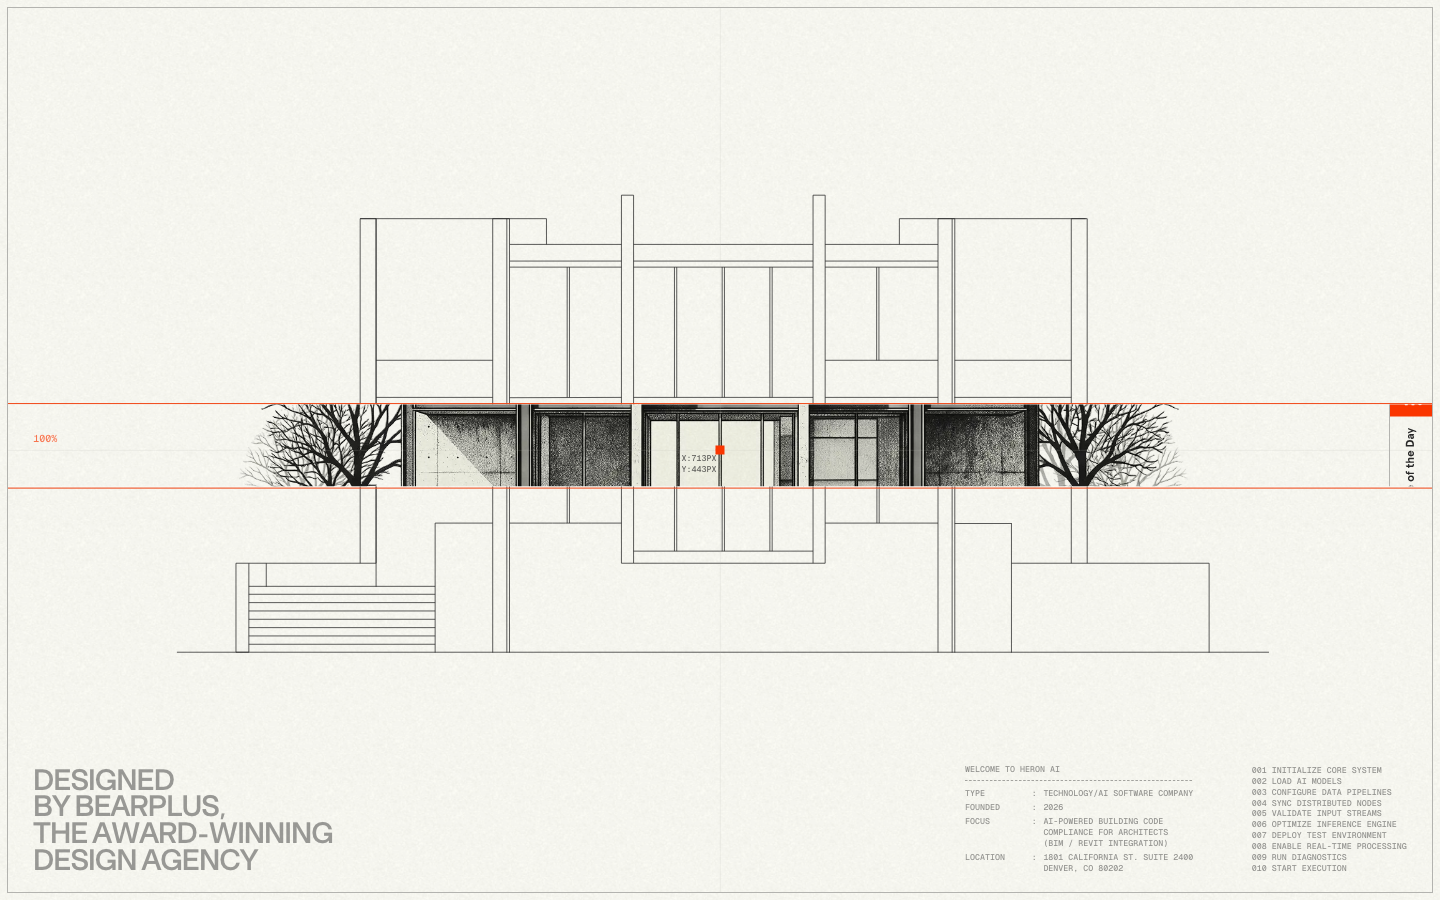 100%
X:713PX
Y:443PX
of the Day
DESIGNED
BY BEARPLUS,
THE AWARD-WINNING
DESIGN AGENCY
WELCOME TO HERON AI
TYPE : TECHNOLOGY/AI SOFTWARE COMPANY
FOUNDED : 2026
FOCUS : AI-POWERED BUILDING CODE
COMPLIANCE FOR ARCHITECTS
(BIM / REVIT INTEGRATION)
LOCATION : 1801 CALIFORNIA ST. SUITE 2400
DENVER, CO 80202
001 INITIALIZE CORE SYSTEM
002 LOAD AI MODELS
003 CONFIGURE DATA PIPELINES
004 SYNC DISTRIBUTED NODES
005 VALIDATE INPUT STREAMS
006 OPTIMIZE INFERENCE ENGINE
007 DEPLOY TEST ENVIRONMENT
008 ENABLE REAL-TIME PROCESSING
009 RUN DIAGNOSTICS
010 START EXECUTION